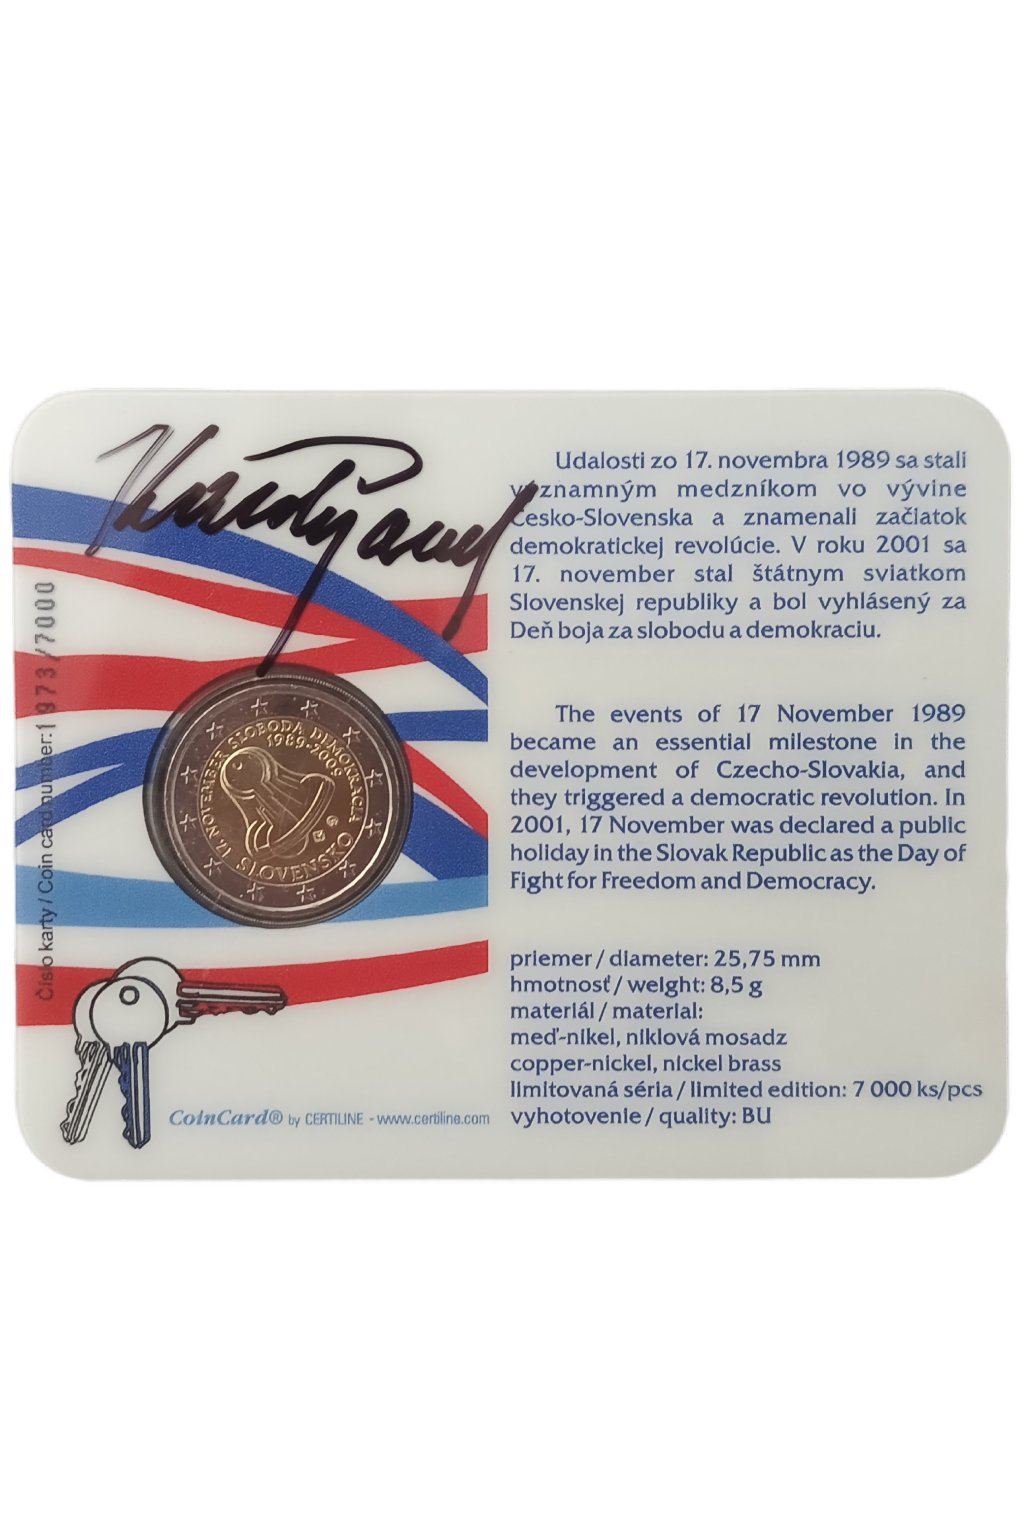 Udalosti zo 17. novembra 1989 sa stali
významným medzníkom vo vývine
Česko-Slovenska a znamenali začiatok
demokratickej revolúcie. V roku 2001 sa
17. november stal štátnym sviatkom
Slovenskej republiky a bol vyhlásený za
Deň boja za slobodu a demokraciu.
The events of 17 November 1989
became an essential milestone in the
development of Czecho-Slovakia, and
they triggered a democratic revolution. In
2001, 17 November was declared a public
holiday in the Slovak Republic as the Day of
Fight for Freedom and Democracy.
priemer / diameter: 25,75 mm
hmotnosť / weight: 8,5 g
materiál / material:
meď-nikel, niklová mosadz
copper-nickel, nickel brass
limitovaná séria / limited edition: 7 000 ks/pcs
vyhotovenie / quality: BU
Číslo karty / Coin card number: 1973/7000
17. NOVEMBER SLOBODA DEMOKRACIA
1989-2009
SLOVENSKO
CoinCard® by CERTILINE - www.certiline.com